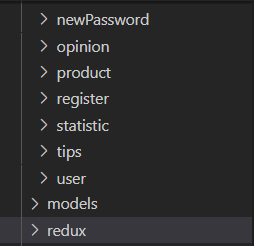 newPassword
opinion
product
register
statistic
tips
user
models
redux